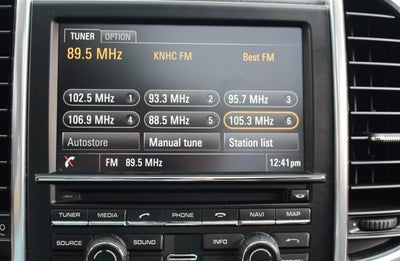 TUNER OPTION
89.5 MHz KNHC FM Best FM
102.5 MHz 1 93.3 MHz 2 95.7 MHz 3
106.9 MHz 4 88.5 MHz 5 105.3 MHz 6
Autostore Manual tune Station list
FM 89.5 MHz 12:41 pm
TUNER MEDIA PHONE NAVI MAP
SOURCE SOUND INFO